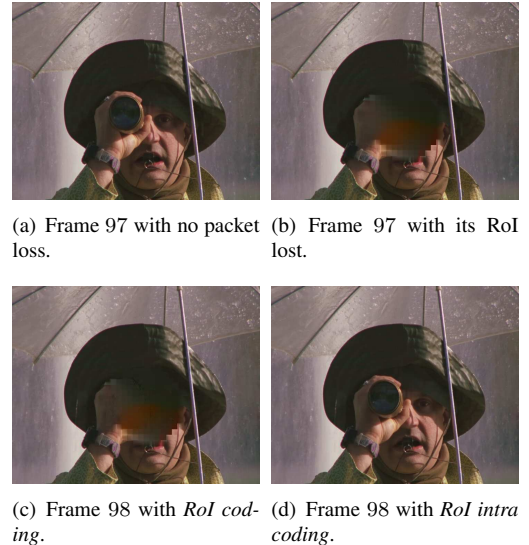 (a) Frame 97 with no packet
loss.
(b) Frame 97 with its RoI
lost.
(c) Frame 98 with RoI cod-
ing.
(d) Frame 98 with RoI intra
coding.